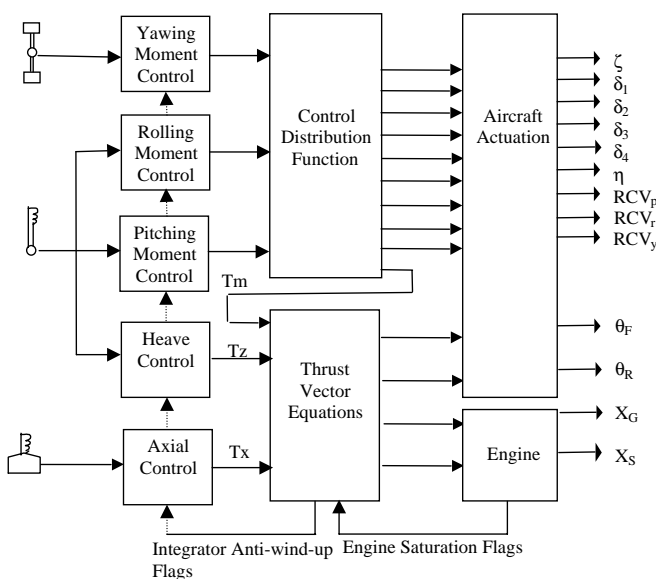 Yawing
Moment
Control
Rolling
Moment
Control
Pitching
Moment
Control
Heave
Control
Axial
Control
Control
Distribution
Function
Tm
Tz
Tx
Thrust
Vector
Equations
Aircraft
Actuation
Engine
ζ
δ1
δ2
δ3
δ4
η
RCVp
RCVr
RCVy
θF
θR
XG
XS
Integrator Anti-wind-up
Flags
Engine Saturation Flags